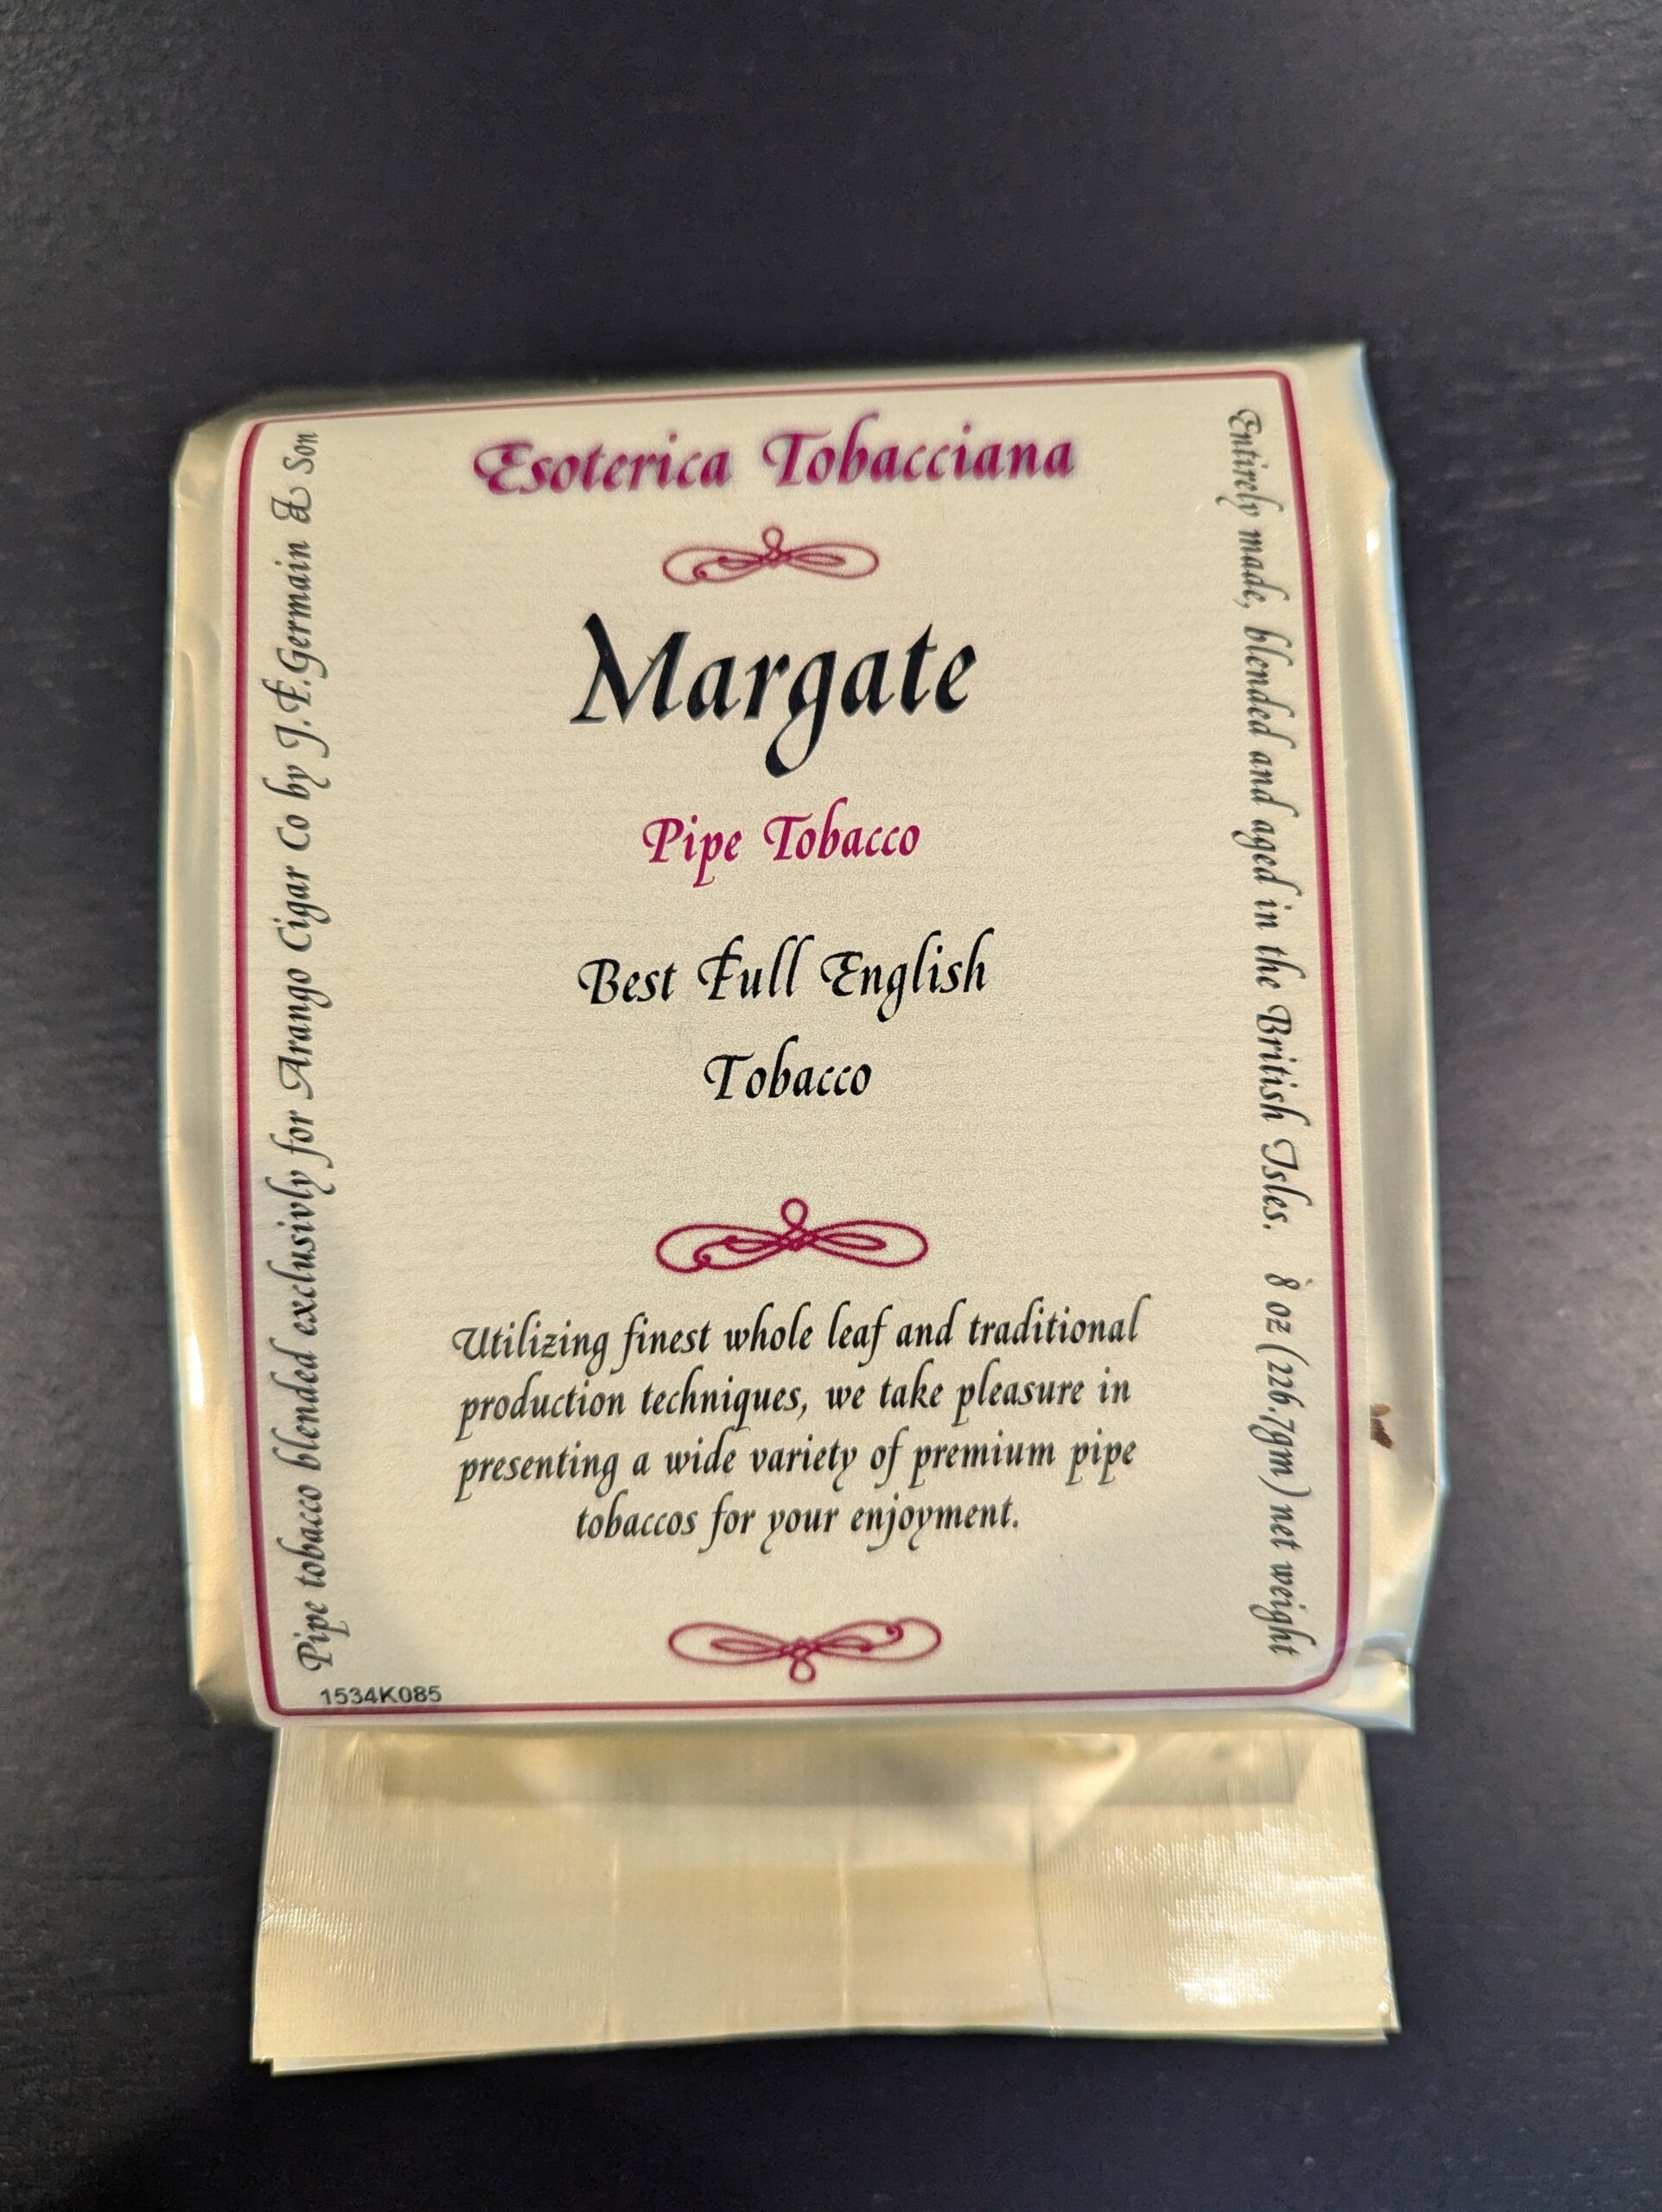 Esoterica Tobacciana
Margate
Pipe Tobacco
Best Full English
Tobacco
Utilizing finest whole leaf and traditional
production techniques, we take pleasure in
presenting a wide variety of premium pipe
tobaccos for your enjoyment.
Pipe tobacco blended exclusivly for Arango Cigar Co by J.F.Germain & Son
Entirely made, blended and aged in the British Isles. 8 oz (226.7gm) net weight
1534K085